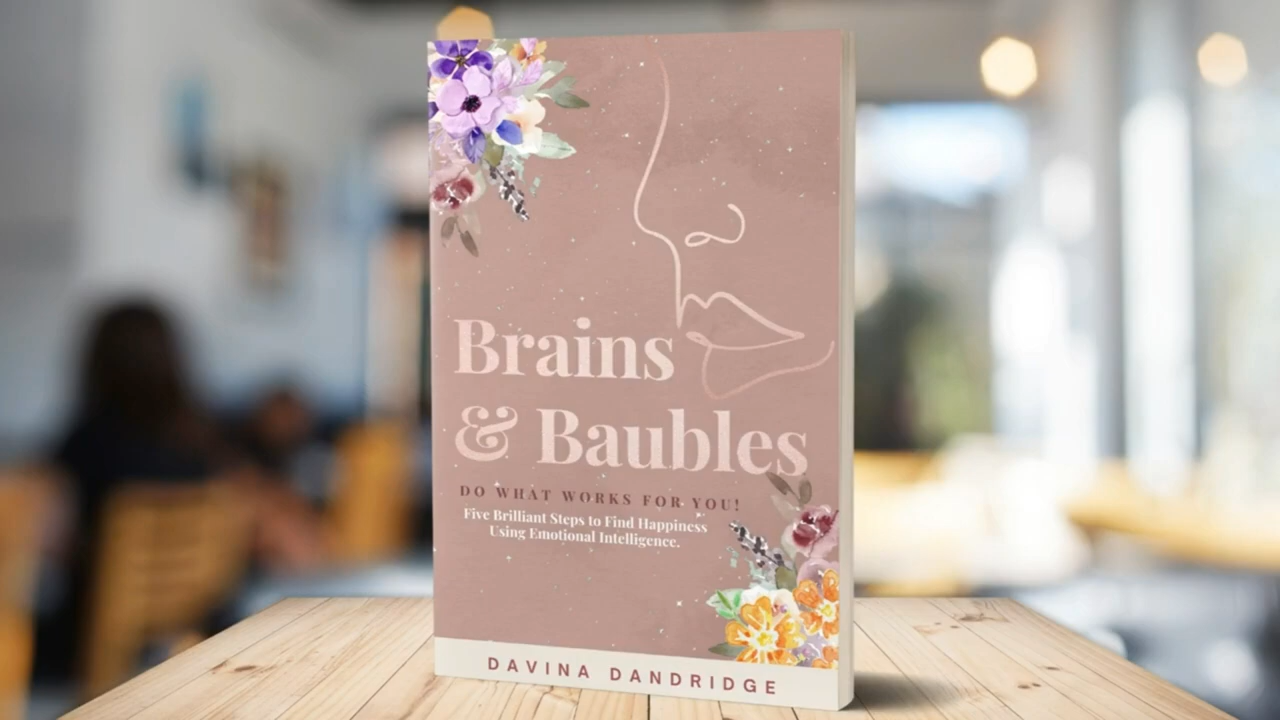 Brains
& Baubles
DO WHAT WORKS FOR YOU!
Five Brilliant Steps to Find Happiness
Using Emotional Intelligence.
DAVINA DANDRIDGE